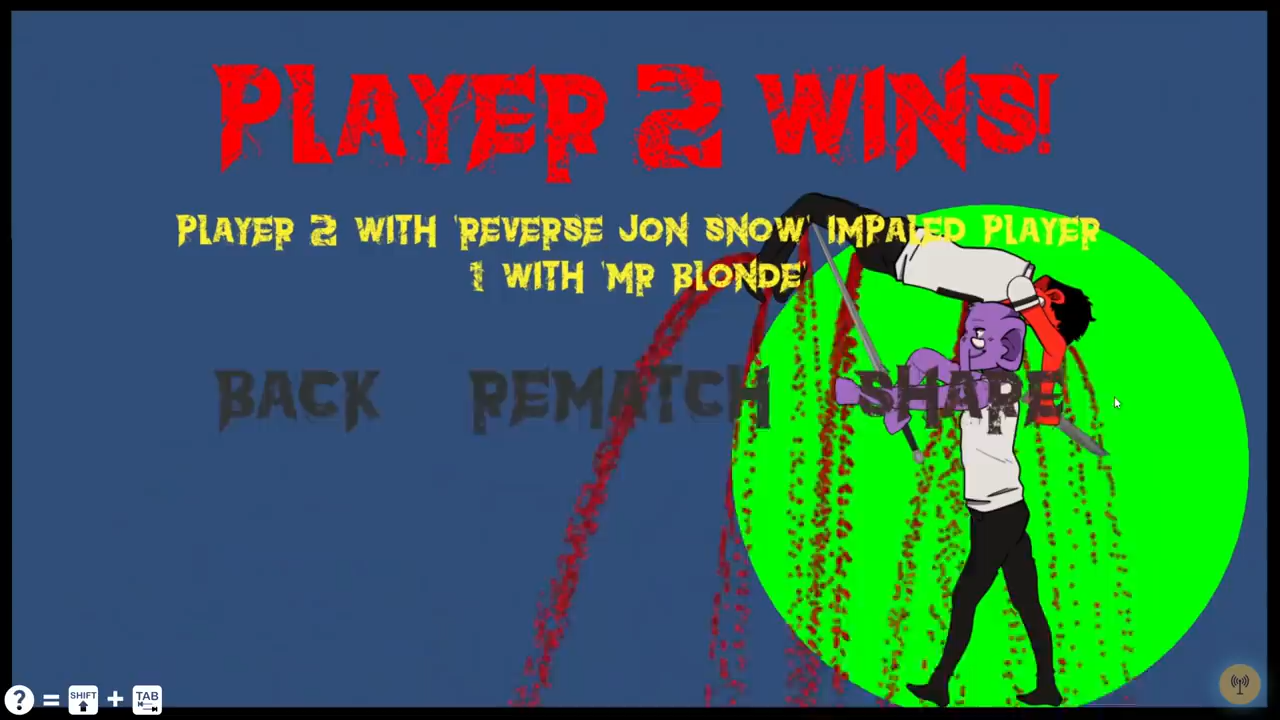 PLAYER 2 WINS!
PLAYER 2 WITH 'REVERSE JON SNOW' IMPALED PLAYER
1 WITH 'MR BLONDE'
BACK REMATCH SHARE
? = SHIFT + TAB